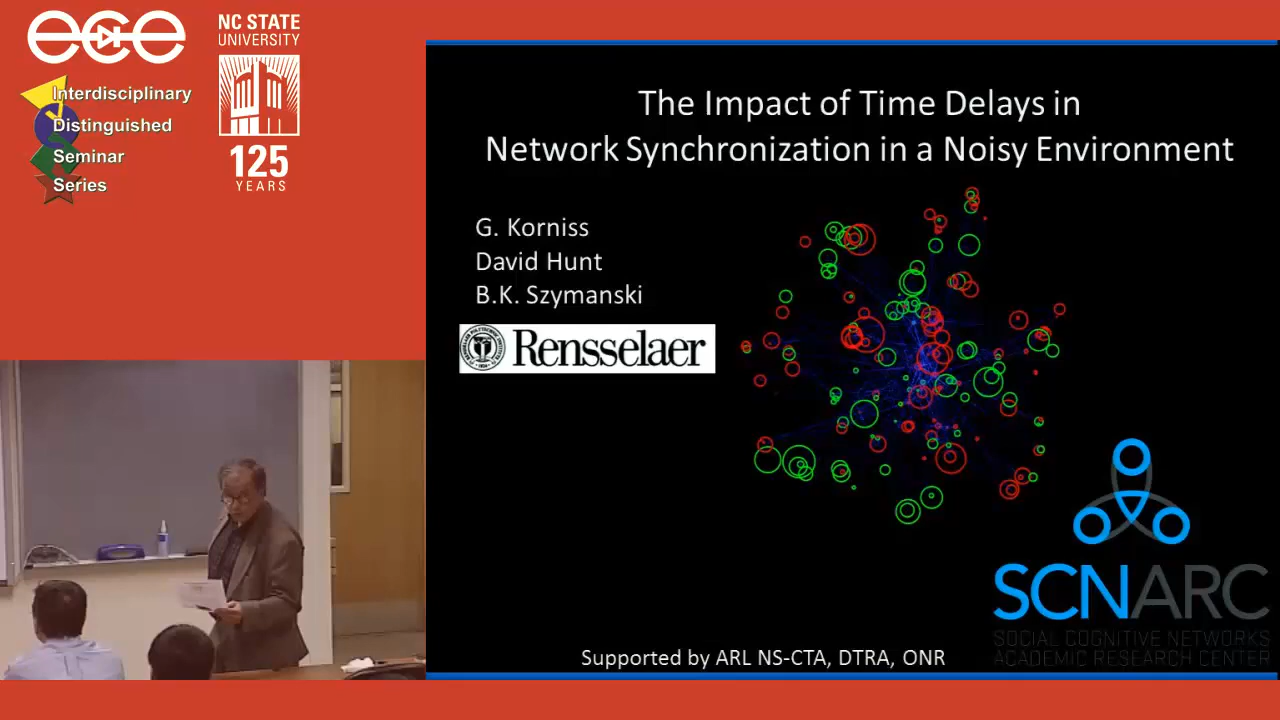 ece
Interdisciplinary
Distinguished
Seminar
Series
NC STATE
UNIVERSITY
125
YEARS
The Impact of Time Delays in
Network Synchronization in a Noisy Environment
G. Korniss
David Hunt
B.K. Szymanski
Rensselaer
SCNARC
SOCIAL COGNITIVE NETWORKS
ACADEMIC RESEARCH CENTER
Supported by ARL NS-CTA, DTRA, ONR